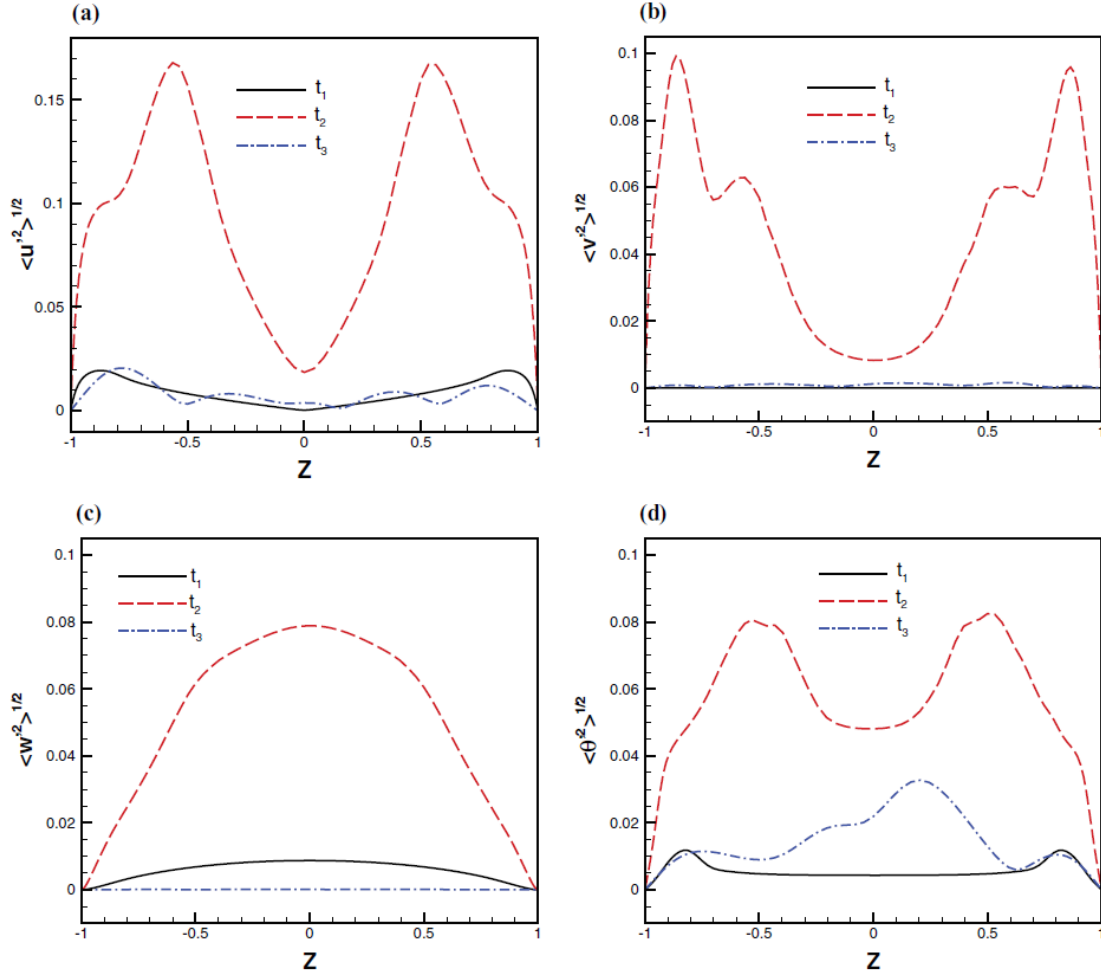 (a)
<u'²>^1/2
0.15
0.1
0.05
0
t₁
t₂
t₃
-1
-0.5
0
0.5
1
Z
(b)
<v'²>^1/2
0.1
0.08
0.06
0.04
0.02
0
t₁
t₂
t₃
-1
-0.5
0
0.5
1
Z
(c)
<w'²>^1/2
0.1
0.08
0.06
0.04
0.02
0
t₁
t₂
t₃
-1
-0.5
0
0.5
1
Z
(d)
<θ'²>^1/2
0.1
0.08
0.06
0.04
0.02
0
t₁
t₂
t₃
-1
-0.5
0
0.5
1
Z